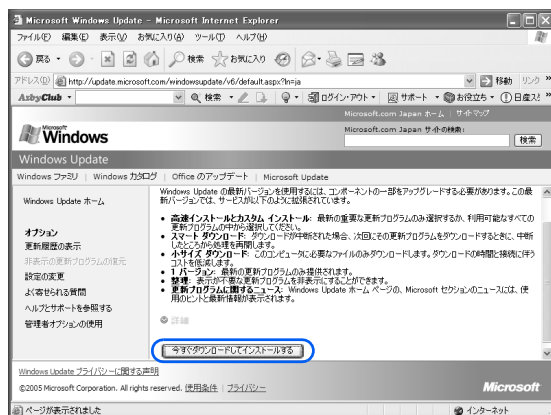 Microsoft Windows Update - Microsoft Internet Explorer
ファイル(F) 編集(E) 表示(V) お気に入り(A) ツール(T) ヘルプ(H)
戻る 検索 お気に入り
アドレス(D) http://update.microsoft.com/windowsupdate/v6/default.aspx?ln=ja 移動 リンク »
AzbyClub 検索 ログイン・アウト サポート お役立ち 日産ス! »
Microsoft.com Japan ホーム | サイトマップ
Microsoft Windows
Microsoft.com Japan サイトの検索:
検索
Windows Update
Windows ファミリ | Windows カタログ | Office のアップデート | Microsoft Update
Windows Update ホーム
オプション
更新履歴の表示
非表示の更新プログラムの復元
設定の変更
よく寄せられる質問
ヘルプとサポートを参照する
管理者オプションの使用
Windows Update の最新バージョンを使用するには、コンポーネントの一部をアップグレードする必要があります。この最
新バージョンでは、サービスが以下のように拡張されています。
• 高速インストールとカスタム インストール: 最新の重要な更新プログラムのみ選択するか、利用可能なすべての
更新プログラムの中から選択してください。
• スマート ダウンロード: ダウンロードが中断された場合、次回にその更新プログラムをダウンロードするときに、中断
したところから処理を再開します。
• 小サイズ ダウンロード: このコンピュータに必要なファイルのみダウンロードします。ダウンロードの時間と接続に伴う
コストを低減します。
• 1 バージョン: 最新の更新プログラムのみ提供されます。
• 整理: 表示が不要な更新プログラムを非表示にすることができます。
• 更新プログラムに関するニュース: Windows Update ホーム ページの、Microsoft セクションのニュースには、使
用のヒントと最新情報が表示されます。
詳細
今すぐダウンロードしてインストールする
Windows Update プライバシーに関する声明
©2005 Microsoft Corporation. All rights reserved. 使用条件 | プライバシー
Microsoft
ページが表示されました
インターネット